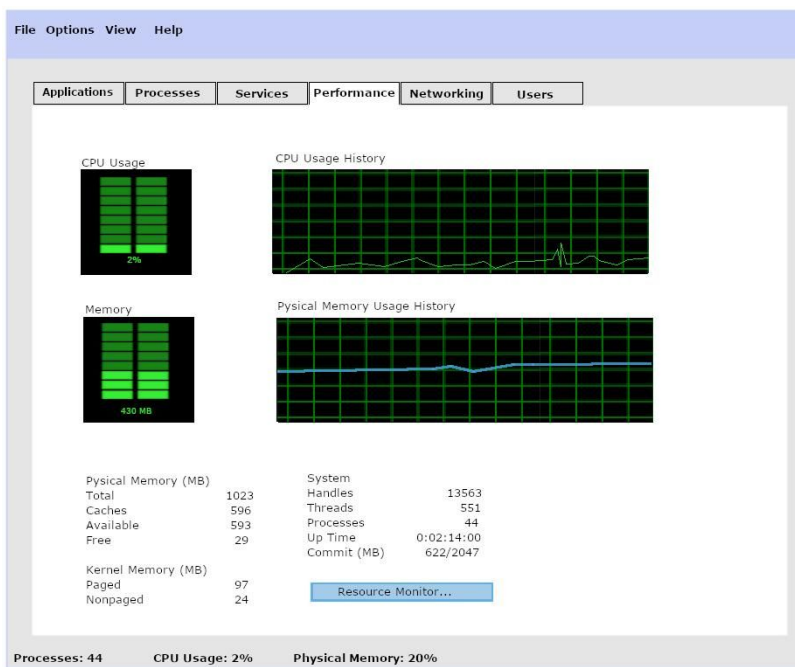 File Options View Help
Applications Processes Services Performance Networking Users
CPU Usage
CPU Usage History
2%
Memory
Pysical Memory Usage History
430 MB
Pysical Memory (MB)
Total 1023
Caches 596
Available 593
Free 29
Kernel Memory (MB)
Paged 97
Nonpaged 24
System
Handles 13563
Threads 551
Processes 44
Up Time 0:02:14:00
Commit (MB) 622/2047
Resource Monitor...
Processes: 44 CPU Usage: 2% Physical Memory: 20%